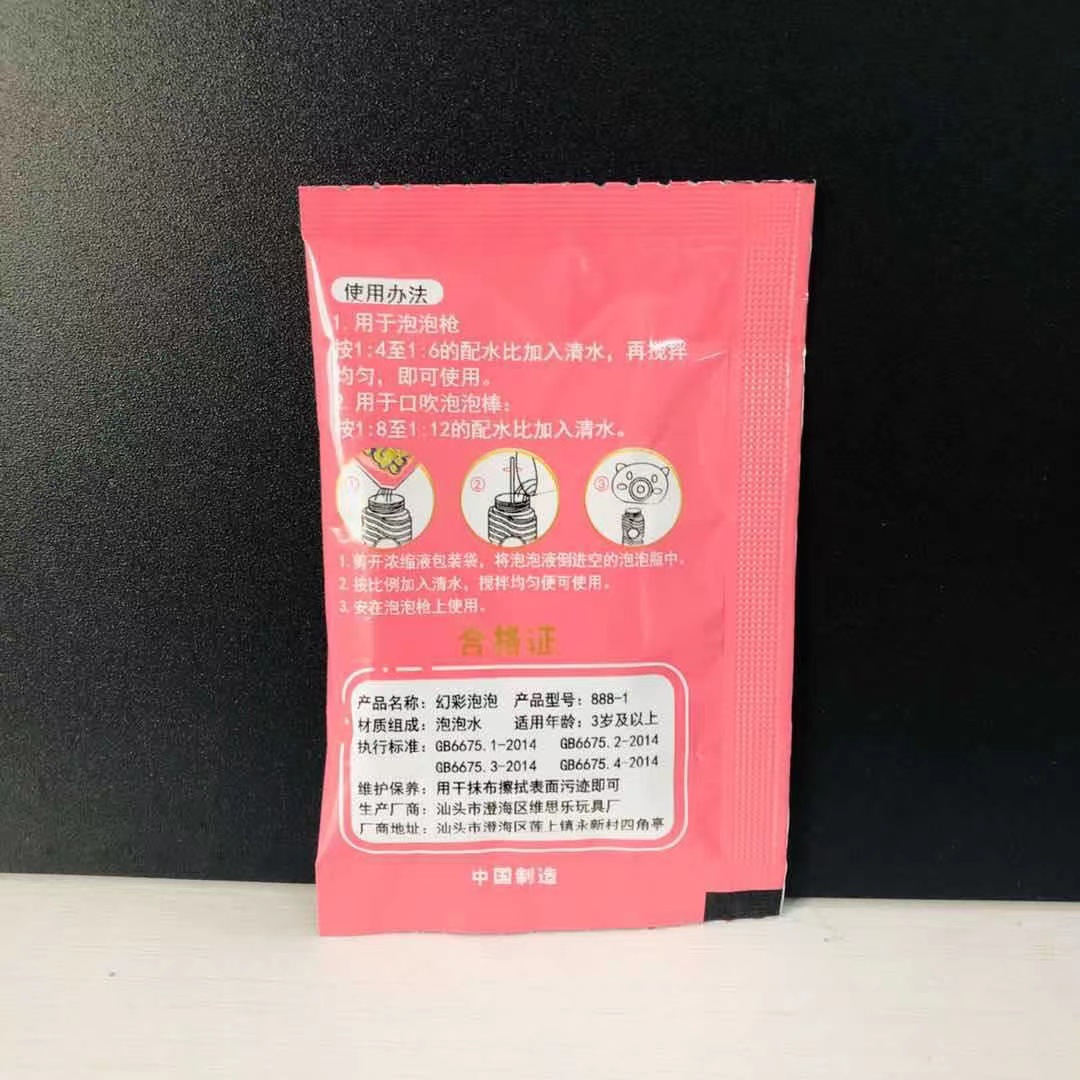 使用办法
1.用于泡泡枪
按1:4至1:6的配水比加入清水，再搅拌
均匀，即可使用。
2.用于口吹泡泡棒：
按1:8至1:12的配水比加入清水。
① ② ③
1.剪开浓缩液包装袋，将泡泡液倒进空的泡泡瓶中。
2.按比例加入清水，搅拌均匀便可使用。
3.安在泡泡枪上使用。
合格证
产品名称：幻彩泡泡 产品型号：888-1
材质组成：泡泡水 适用年龄：3岁及以上
执行标准：GB6675.1-2014 GB6675.2-2014
GB6675.3-2014 GB6675.4-2014
维护保养：用干抹布擦拭表面污迹即可
生产厂商：汕头市澄海区维思乐玩具厂
厂商地址：汕头市澄海区莲上镇永新村四角亭
中国制造